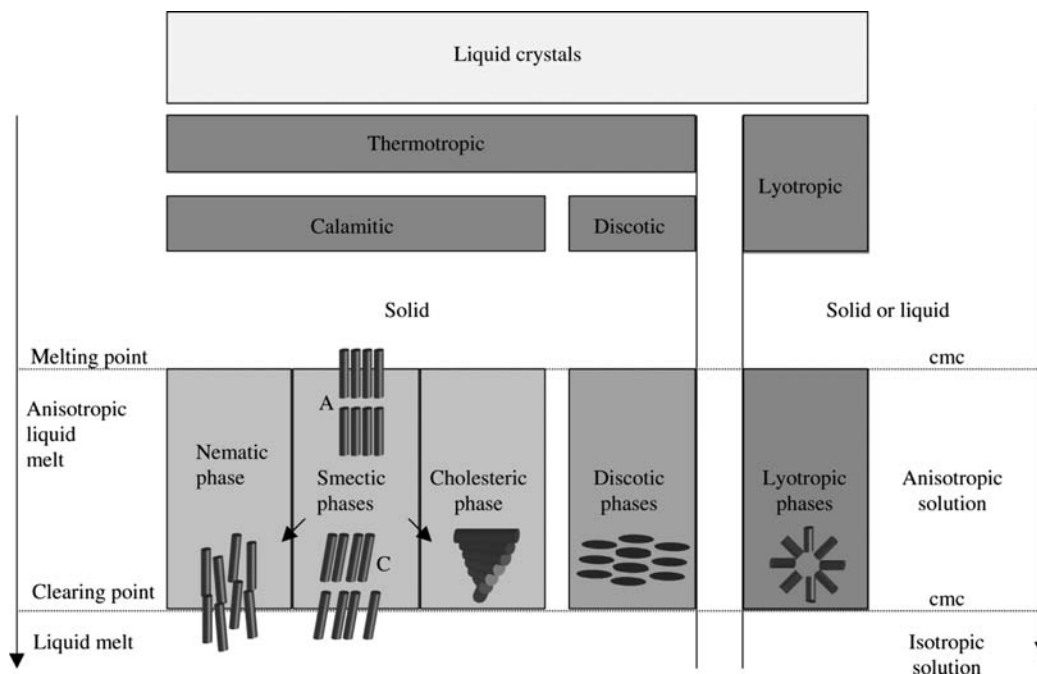 Liquid crystals
Thermotropic
Lyotropic
Calamitic
Discotic
Solid
Solid or liquid
Melting point
cmc
Anisotropic
liquid
melt
A
Nematic
phase
Smectic
phases
Cholesteric
phase
Discotic
phases
Lyotropic
phases
Anisotropic
solution
C
Clearing point
cmc
Liquid melt
Isotropic
solution